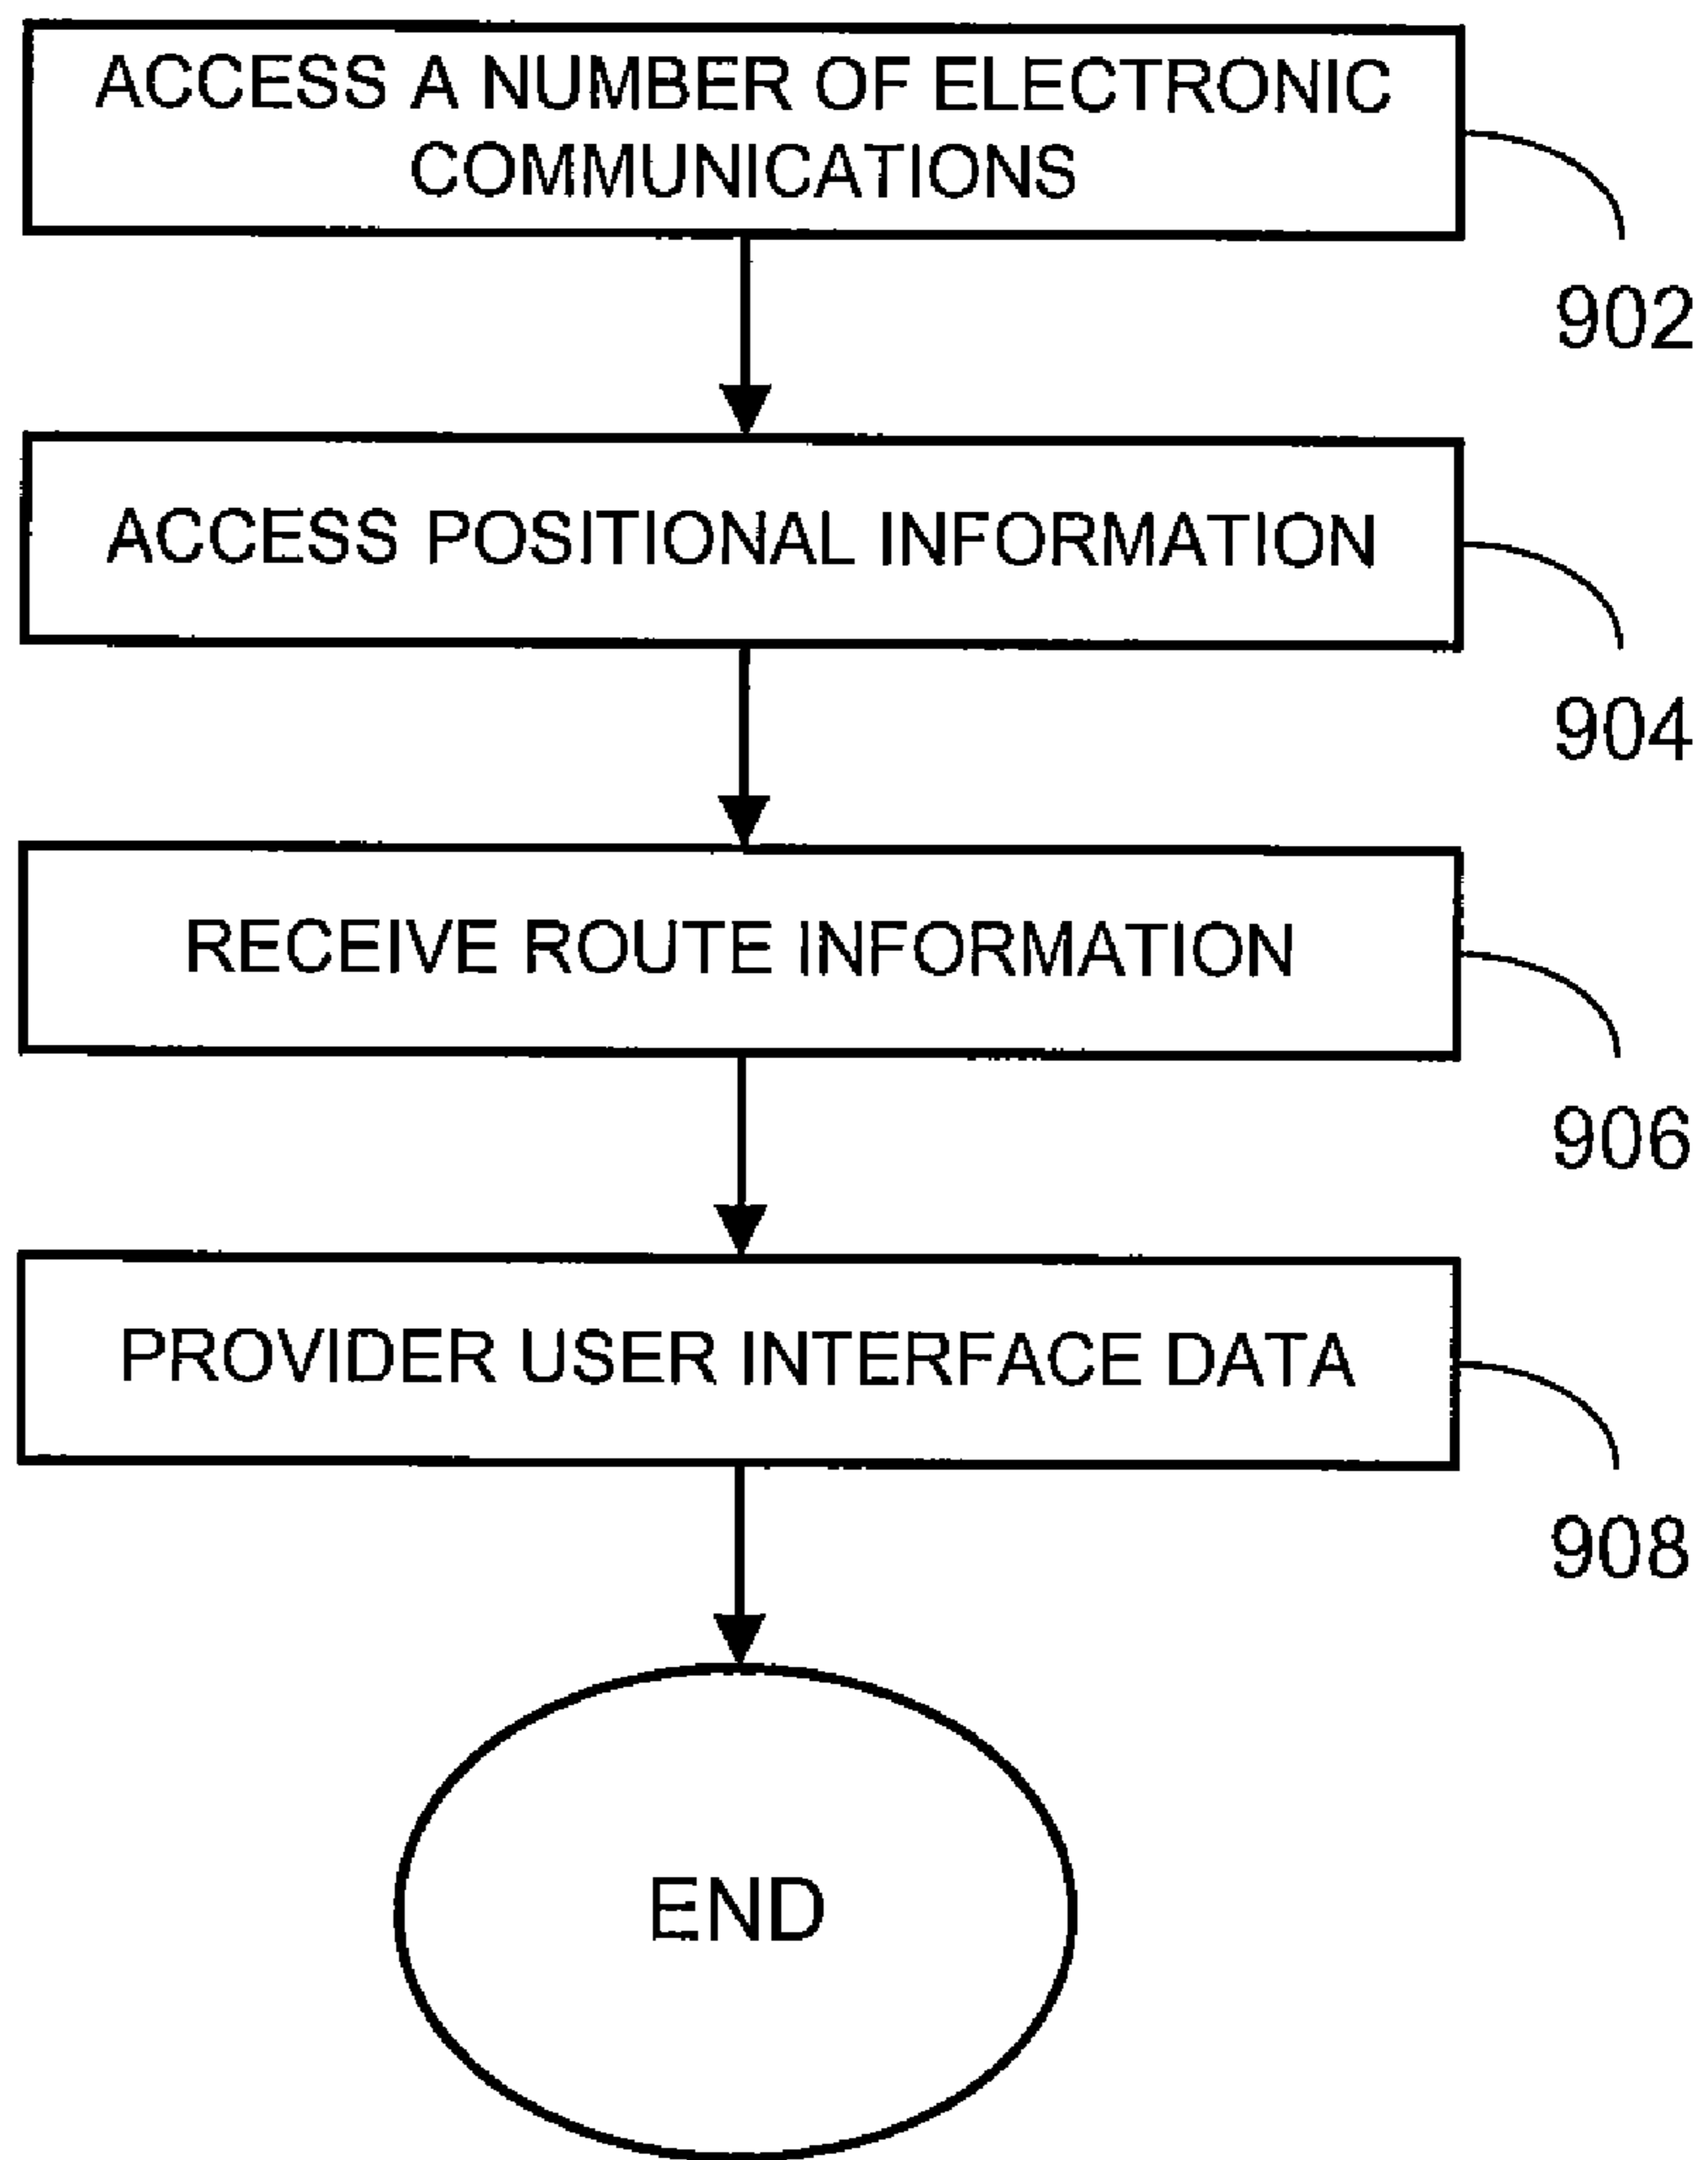 ACCESS A NUMBER OF ELECTRONIC
COMMUNICATIONS
902
ACCESS POSITIONAL INFORMATION
904
RECEIVE ROUTE INFORMATION
906
PROVIDER USER INTERFACE DATA
908
END